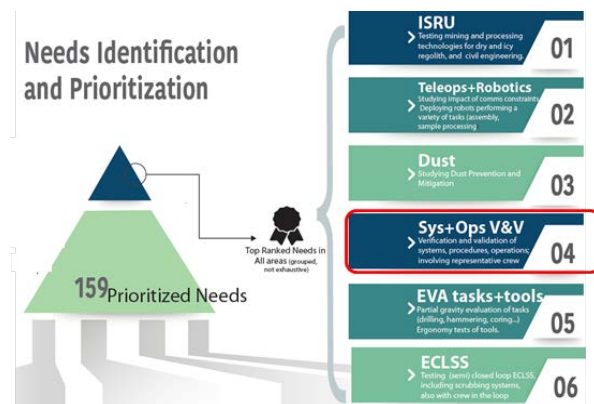 Needs Identification
and Prioritization
159 Prioritized Needs
Top Ranked Needs in
All areas (grouped,
not exhaustive)
ISRU
Testing mining and processing
technologies for dry and icy
regolith, and civil engineering.
01
Teleops+Robotics
Studying impact of comms constraints
Deploying robots performing a
variety of tasks (assembly,
sample processing
02
Dust
Studying Dust Prevention and
Mitigation
03
Sys+Ops V&V
Verification and validation of
systems, procedures, operations;
involving representative crew
04
EVA tasks+tools
Partial gravity evaluation of tasks
(drilling, hammering, coring...)
Ergonomy tests of tools.
05
ECLSS
Testing (semi) closed loop ECLSS,
including scrubbing systems,
also with crew in the loop
06